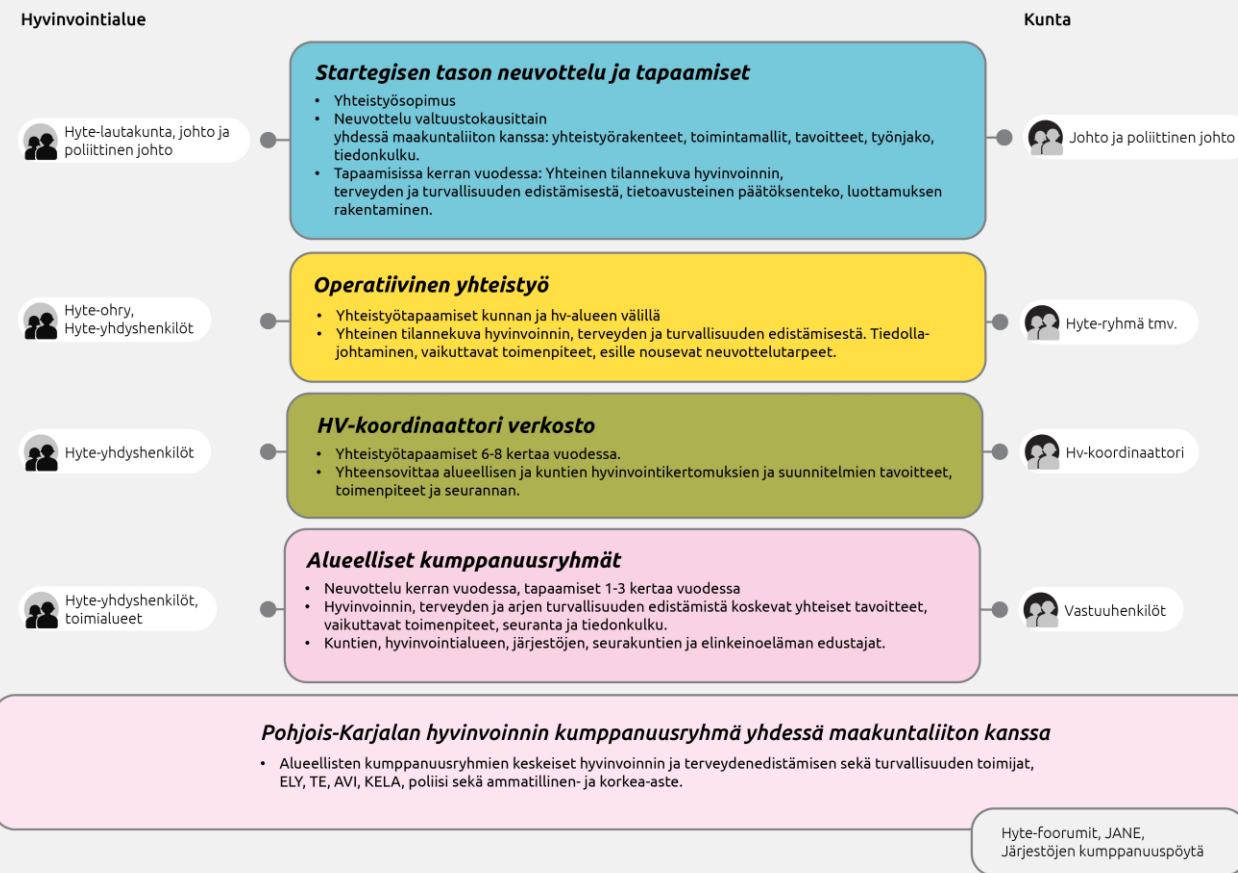 Hyvinvointialue
Kunta
Startegisen tason neuvottelu ja tapaamiset
• Yhteistyösopimus
• Neuvottelu valtuustokausittain
yhdessä maakuntaliiton kanssa: yhteistyörakenteet, toimintamallit, tavoitteet, työnjako,
tiedonkulku.
• Tapaamisissa kerran vuodessa: Yhteinen tilannekuva hyvinvoinnin,
terveyden ja turvallisuuden edistämisestä, tietoavusteinen päätöksenteko, luottamuksen
rakentaminen.
Hyte-lautakunta, johto ja
poliittinen johto
Johto ja poliittinen johto
Operatiivinen yhteistyö
• Yhteistyötapaamiset kunnan ja hv-alueen välillä
• Yhteinen tilannekuva hyvinvoinnin, terveyden ja turvallisuuden edistämisestä. Tiedolla-
johtaminen, vaikuttavat toimenpiteet, esille nousevat neuvottelutarpeet.
Hyte-ohry,
Hyte-yhdyshenkilöt
Hyte-ryhmä tmv.
HV-koordinaattori verkosto
• Yhteistyötapaamiset 6-8 kertaa vuodessa.
• Yhteensovittaa alueellisen ja kuntien hyvinvointikertomuksien ja suunnitelmien tavoitteet,
toimenpiteet ja seurannan.
Hyte-yhdyshenkilöt
Hv-koordinaattori
Alueelliset kumppanuusryhmät
• Neuvottelu kerran vuodessa, tapaamiset 1-3 kertaa vuodessa
• Hyvinvoinnin, terveyden ja arjen turvallisuuden edistämistä koskevat yhteiset tavoitteet,
vaikuttavat toimenpiteet, seuranta ja tiedonkulku.
• Kuntien, hyvinvointialueen, järjestöjen, seurakuntien ja elinkeinoelämän edustajat.
Hyte-yhdyshenkilöt,
toimialueet
Vastuuhenkilöt
Pohjois-Karjalan hyvinvoinnin kumppanuusryhmä yhdessä maakuntaliiton kanssa
• Alueellisten kumppanuusryhmien keskeiset hyvinvoinnin ja terveydenedistämisen sekä turvallisuuden toimijat,
ELY, TE, AVI, KELA, poliisi sekä ammatillinen- ja korkea-aste.
Hyte-foorumit, JANE,
Järjestöjen kumppanuuspöytä